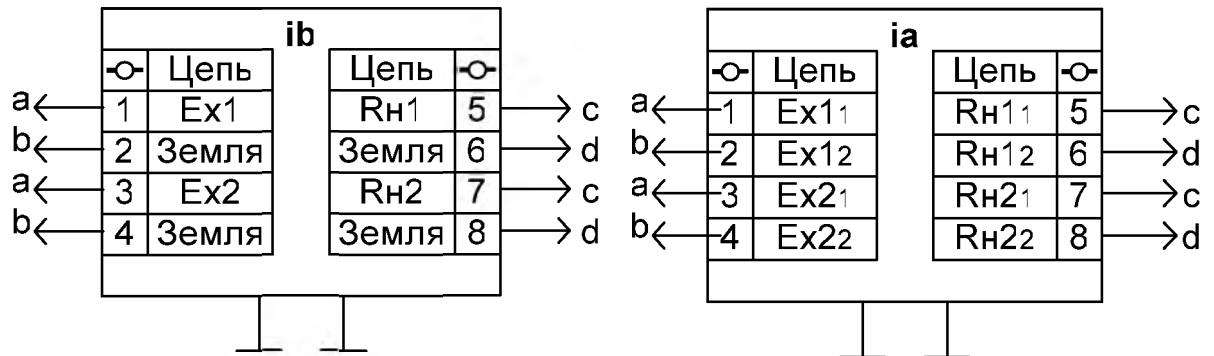 ib
Цепь Цепь
a 1 Ex1 Rн1 5 c
b 2 Земля Земля 6 d
a 3 Ex2 Rн2 7 c
b 4 Земля Земля 8 d
ia
Цепь Цепь
a 1 Ex11 Rн11 5 c
b 2 Ex12 Rн12 6 d
a 3 Ex21 Rн21 7 c
b 4 Ex22 Rн22 8 d